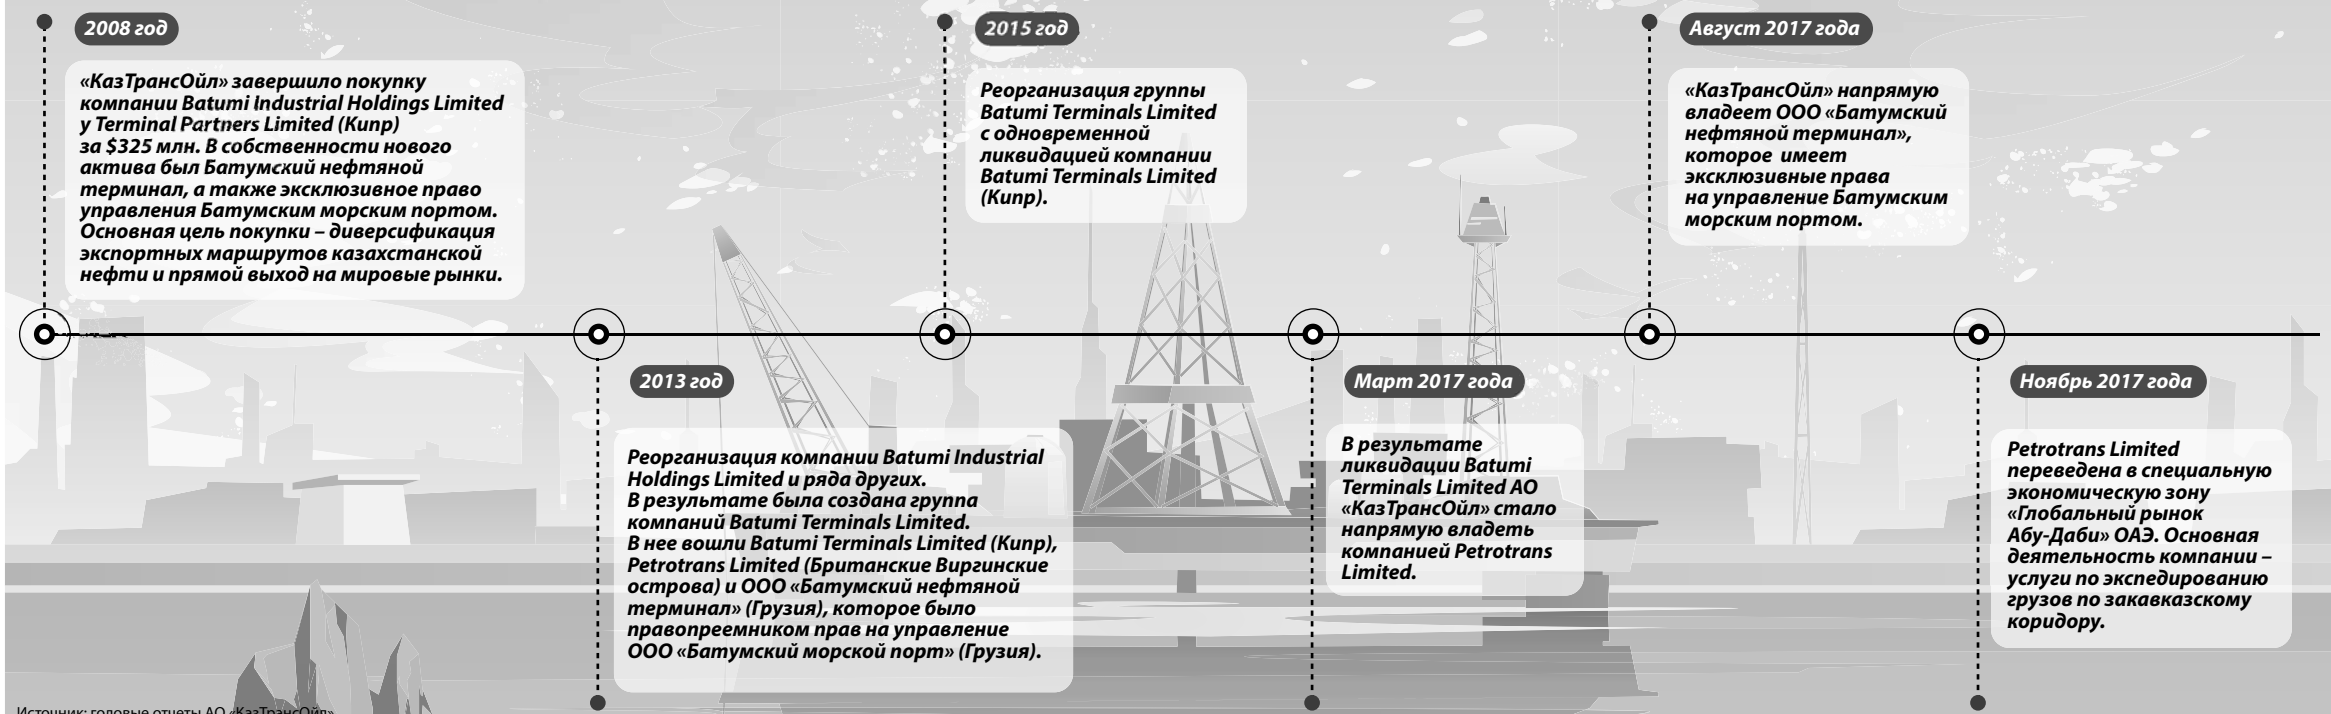 2008 год
«КазТрансОйл» завершило покупку
компании Batumi Industrial Holdings Limited
у Terminal Partners Limited (Кипр)
за $325 млн. В собственности нового
актива был Батумский нефтяной
терминал, а также эксклюзивное право
управления Батумским морским портом.
Основная цель покупки – диверсификация
экспортных маршрутов казахстанской
нефти и прямой выход на мировые рынки.
2013 год
Реорганизация компании Batumi Industrial
Holdings Limited и ряда других.
В результате была создана группа
компаний Batumi Terminals Limited.
В нее вошли Batumi Terminals Limited (Кипр),
Petrotrans Limited (Британские Виргинские
острова) и ООО «Батумский нефтяной
терминал» (Грузия), которое было
правопреемником прав на управление
ООО «Батумский морской порт» (Грузия).
2015 год
Реорганизация группы
Batumi Terminals Limited
с одновременной
ликвидацией компании
Batumi Terminals Limited
(Кипр).
Март 2017 года
В результате
ликвидации Batumi
Terminals Limited АО
«КазТрансОйл» стало
напрямую владеть
компанией Petrotrans
Limited.
Август 2017 года
«КазТрансОйл» напрямую
владеет ООО «Батумский
нефтяной терминал»,
которое имеет
эксклюзивные права
на управление Батумским
морским портом.
Ноябрь 2017 года
Petrotrans Limited
переведена в специальную
экономическую зону
«Глобальный рынок
Абу-Даби» ОАЭ. Основная
деятельность компании –
услуги по экспедированию
грузов по закавказскому
коридору.
Источник: годовые отчеты АО «КазТрансОйл»